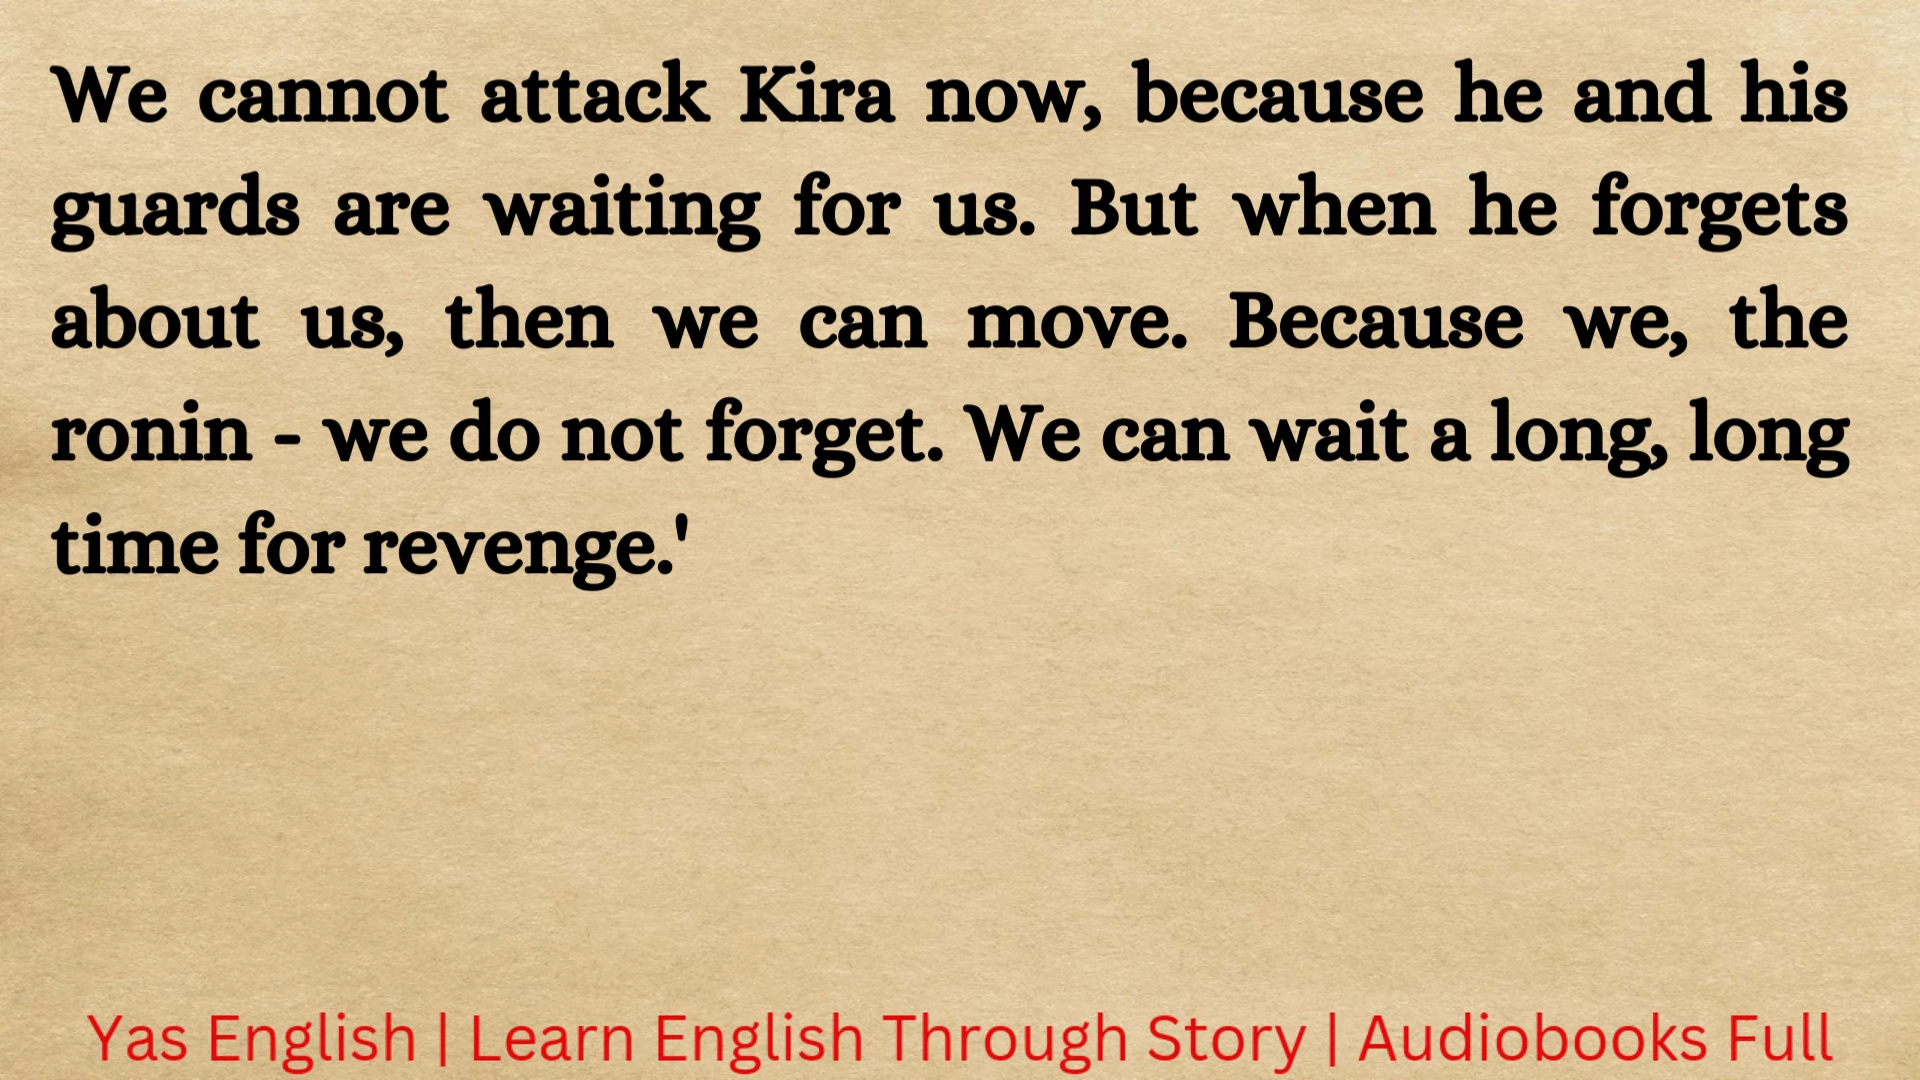 We cannot attack Kira now, because he and his
guards are waiting for us. But when he forgets
about us, then we can move. Because we, the
ronin - we do not forget. We can wait a long, long
time for revenge.'
Yas English | Learn English Through Story | Audiobooks Full